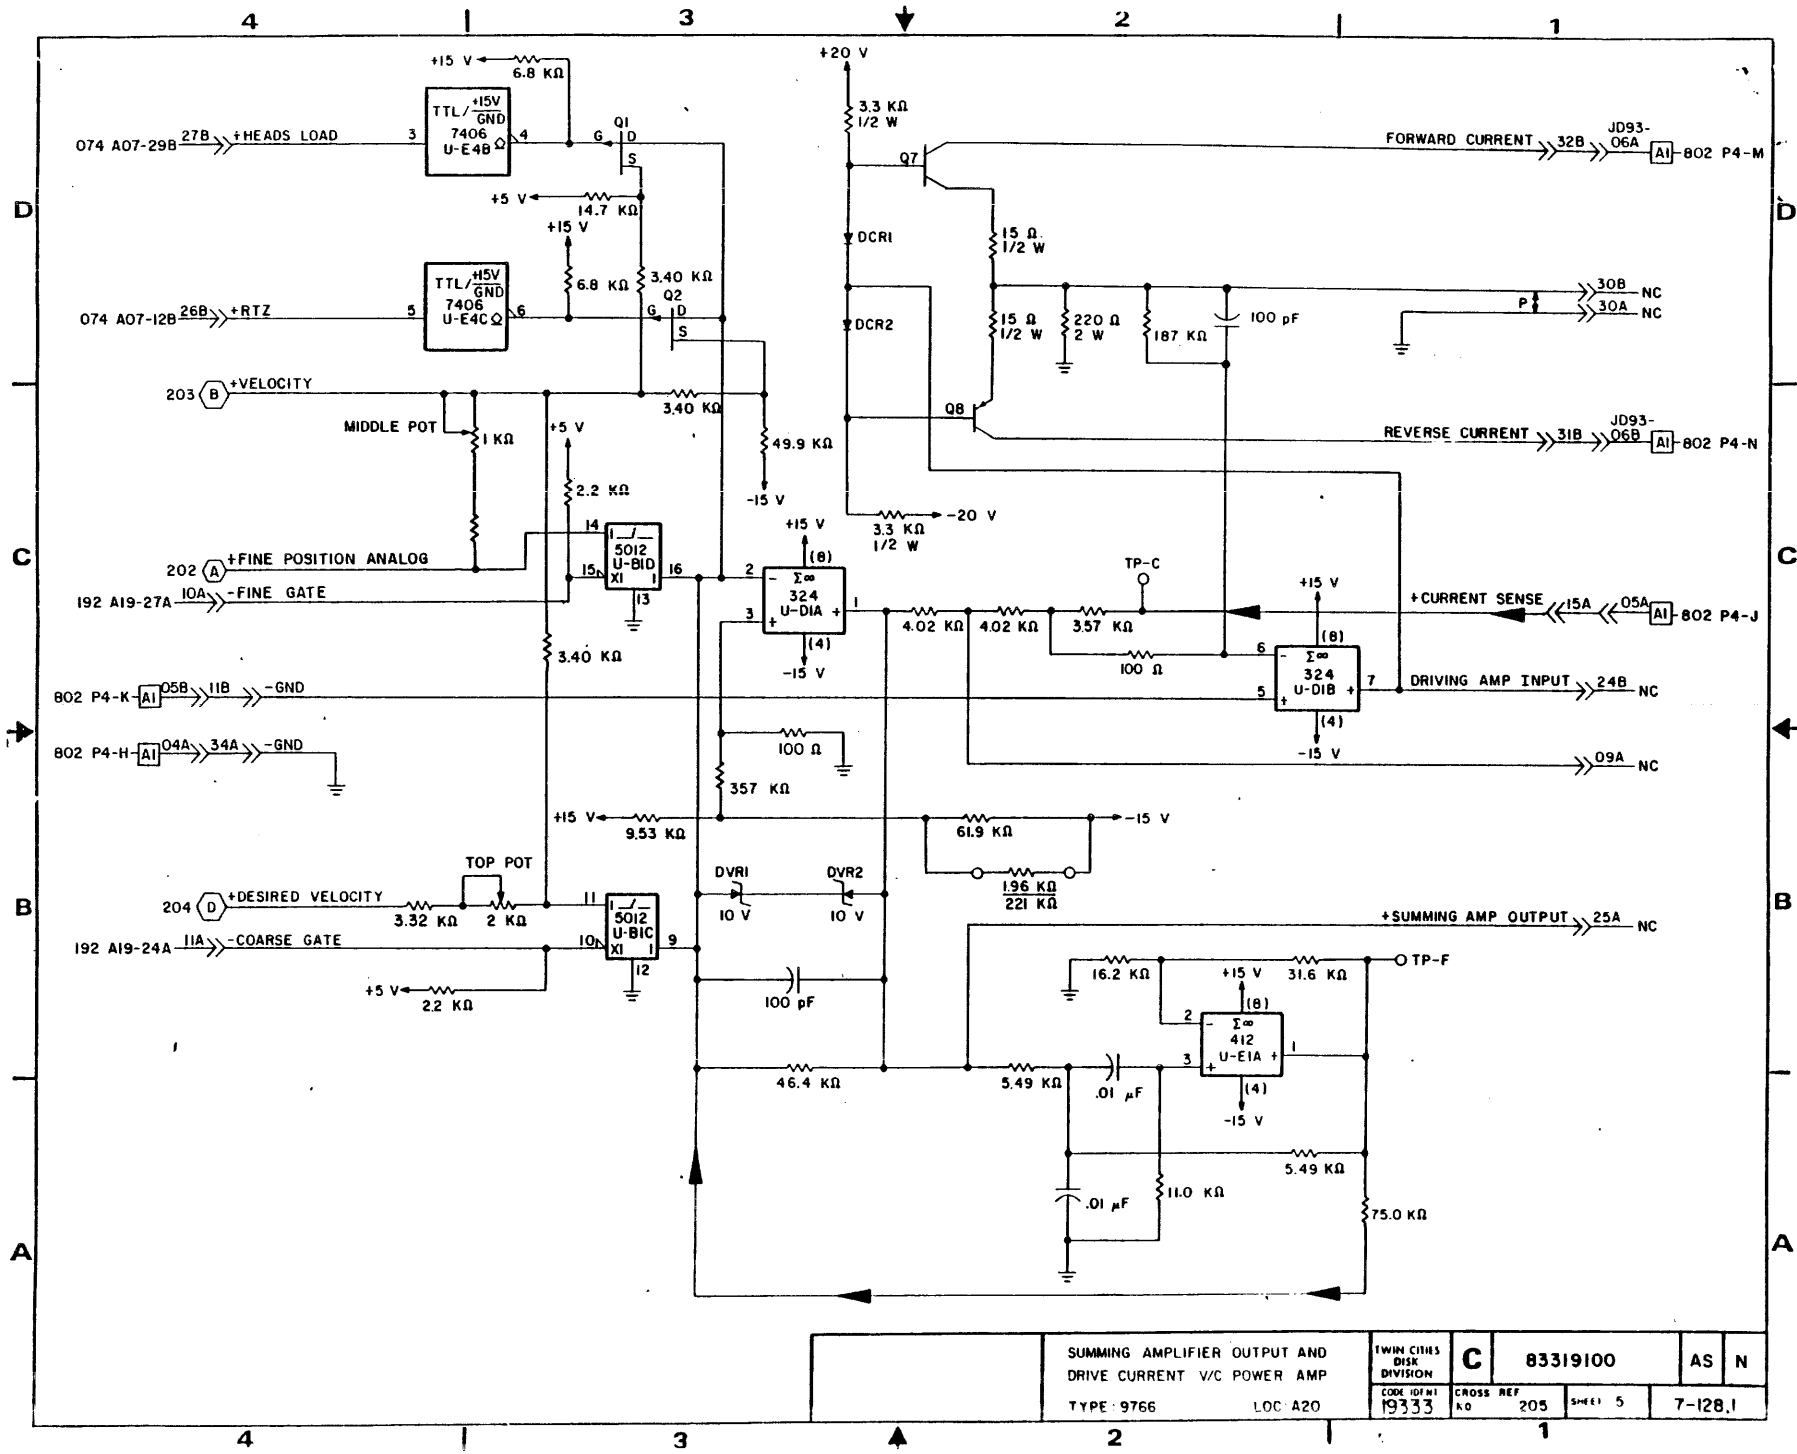 4 3 2 1
+15 V
6.8 KΩ
+20 V
3.3 KΩ
1/2 W
TTL/ +15V
GND
7406
U-E4B Ω
074 A07-29B 27B +HEADS LOAD 3 4
Q1
G D
S
Q7
FORWARD CURRENT 32B JD93-
06A AI 802 P4-M
D D
+5 V
14.7 KΩ
+15 V
DCR1
15 Ω
1/2 W
TTL/ +15V
GND
7406
U-E4C Ω
6.8 KΩ
3.40 KΩ
Q2
G D
S
074 A07-12B 26B +RTZ 5 6
DCR2
15 Ω
1/2 W
220 Ω
2 W
187 KΩ
100 pF
P
30B NC
30A NC
203 B +VELOCITY
3.40 KΩ
Q8
MIDDLE POT
1 KΩ
+5 V
49.9 KΩ
-15 V
REVERSE CURRENT 31B JD93-
06B AI 802 P4-N
2.2 KΩ
3.3 KΩ
1/2 W
-20 V
C C
14 15 16 13
5012
U-B1D
X1 1
202 A +FINE POSITION ANALOG
192 A19-27A 10A -FINE GATE
+15 V
(8)
2 -
Σ∞
324
U-D1A +
3 +
1
(4)
-15 V
4.02 KΩ
4.02 KΩ
3.57 KΩ
TP-C
100 Ω
+CURRENT SENSE 15A 05A AI 802 P4-J
+15 V
(8)
6 -
Σ∞
324
U-D1B +
5 +
7
(4)
-15 V
3.40 KΩ
802 P4-K AI 05B 11B -GND
DRIVING AMP INPUT 24B NC
802 P4-H AI 04A 34A -GND
100 Ω
09A NC
357 KΩ
+15 V
9.53 KΩ
61.9 KΩ
-15 V
1.96 KΩ
221 KΩ
TOP POT
DVR1
10 V
DVR2
10 V
B B
204 D +DESIRED VELOCITY
3.32 KΩ
2 KΩ
11 10 9 12
5012
U-B1C
X1 1
192 A19-24A 11A -COARSE GATE
+5 V
2.2 KΩ
+SUMMING AMP OUTPUT 25A NC
100 pF
16.2 KΩ
+15 V
31.6 KΩ
TP-F
(8)
2 -
Σ∞
412
U-E1A +
3 +
1
(4)
-15 V
46.4 KΩ
5.49 KΩ
.01 µF
5.49 KΩ
.01 µF
11.0 KΩ
75.0 KΩ
A A
SUMMING AMPLIFIER OUTPUT AND
DRIVE CURRENT V/C POWER AMP
TYPE: 9766 LOC: A20
TWIN CITIES
DISK
DIVISION
C 83319100 AS N
CODE IDENT
19333
CROSS REF
NO 205
SHEET 5
7-128.1
4 3 2 1